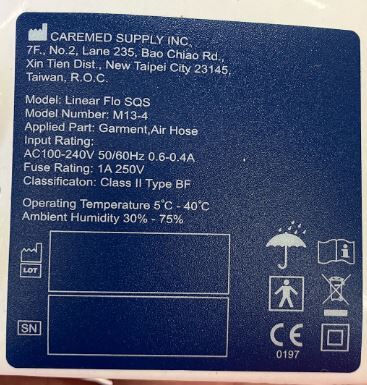 CAREMED SUPPLY INC,
7F., No.2, Lane 235, Bao Chiao Rd.,
Xin Tien Dist., New Taipei City 23145,
Taiwan, R.O.C.
Model: Linear Flo SQS
Model Number: M13-4
Applied Part: Garment,Air Hose
Input Rating:
AC100-240V 50/60Hz 0.6-0.4A
Fuse Rating: 1A 250V
Classificaton: Class II Type BF
Operating Temperature 5°C - 40°C
Ambient Humidity 30% - 75%
LOT
SN
CE
0197